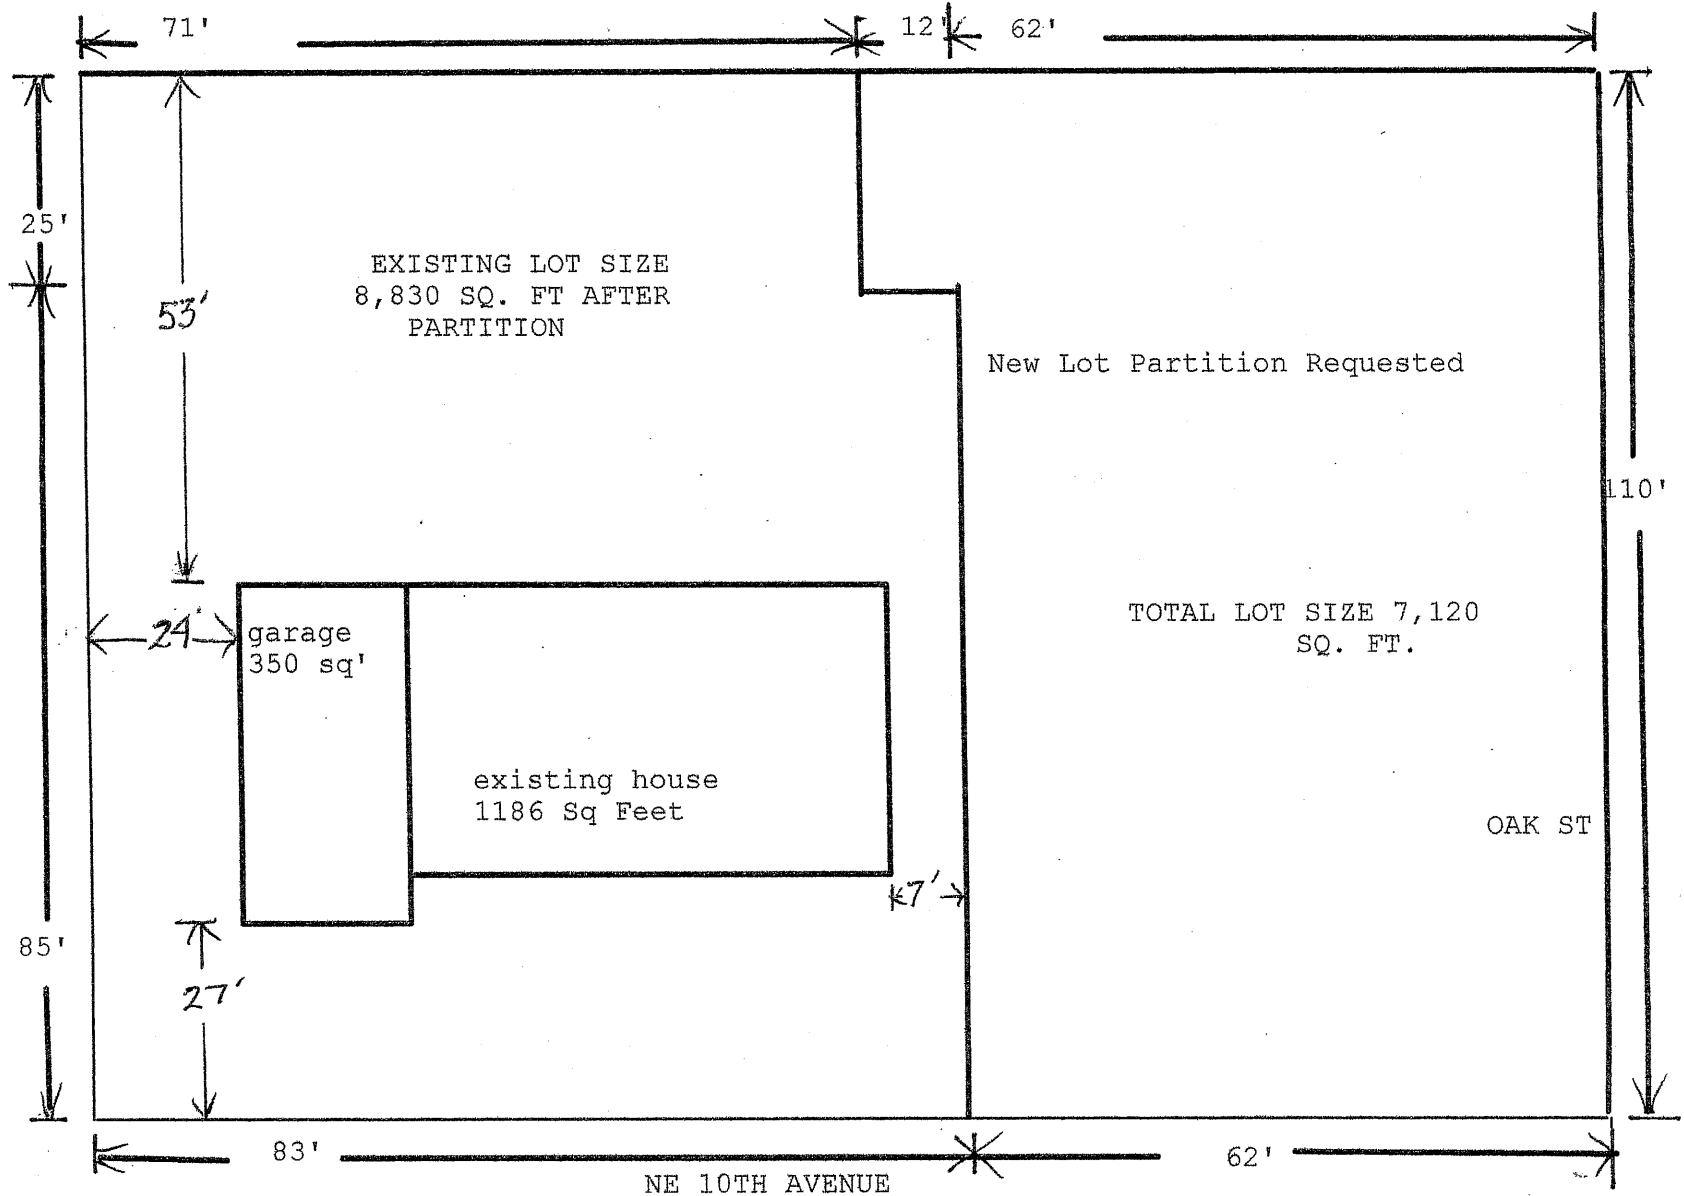 71'
12'
62'
25'
EXISTING LOT SIZE
8,830 SQ. FT AFTER
PARTITION
53'
New Lot Partition Requested
110'
24'
garage
350 sq'
TOTAL LOT SIZE 7,120
SQ. FT.
existing house
1186 Sq Feet
OAK ST
7'
85'
27'
83'
62'
NE 10TH AVENUE